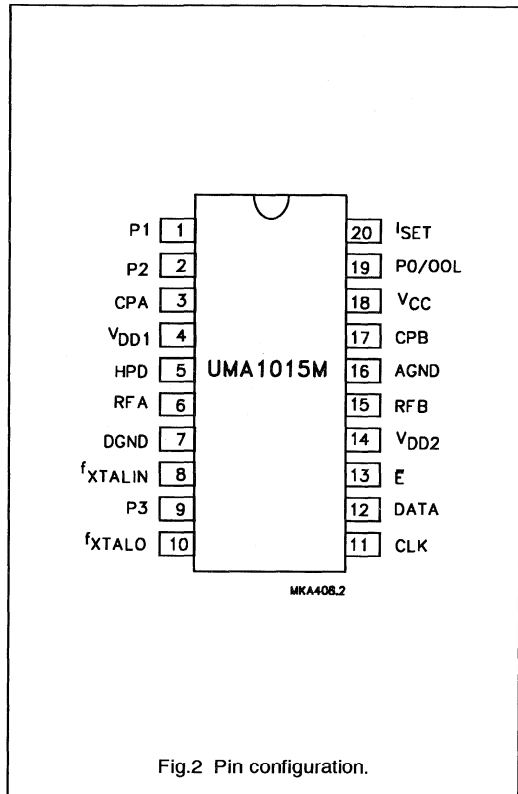 P1 1 20 ISET
P2 2 19 P0/OOL
CPA 3 18 VCC
VDD1 4 17 CPB
HPD 5 UMA1015M 16 AGND
RFA 6 15 RFB
DGND 7 14 VDD2
fXTALIN 8 13 E̅
P3 9 12 DATA
fXTALO 10 11 CLK
MKA408.2
Fig.2 Pin configuration.